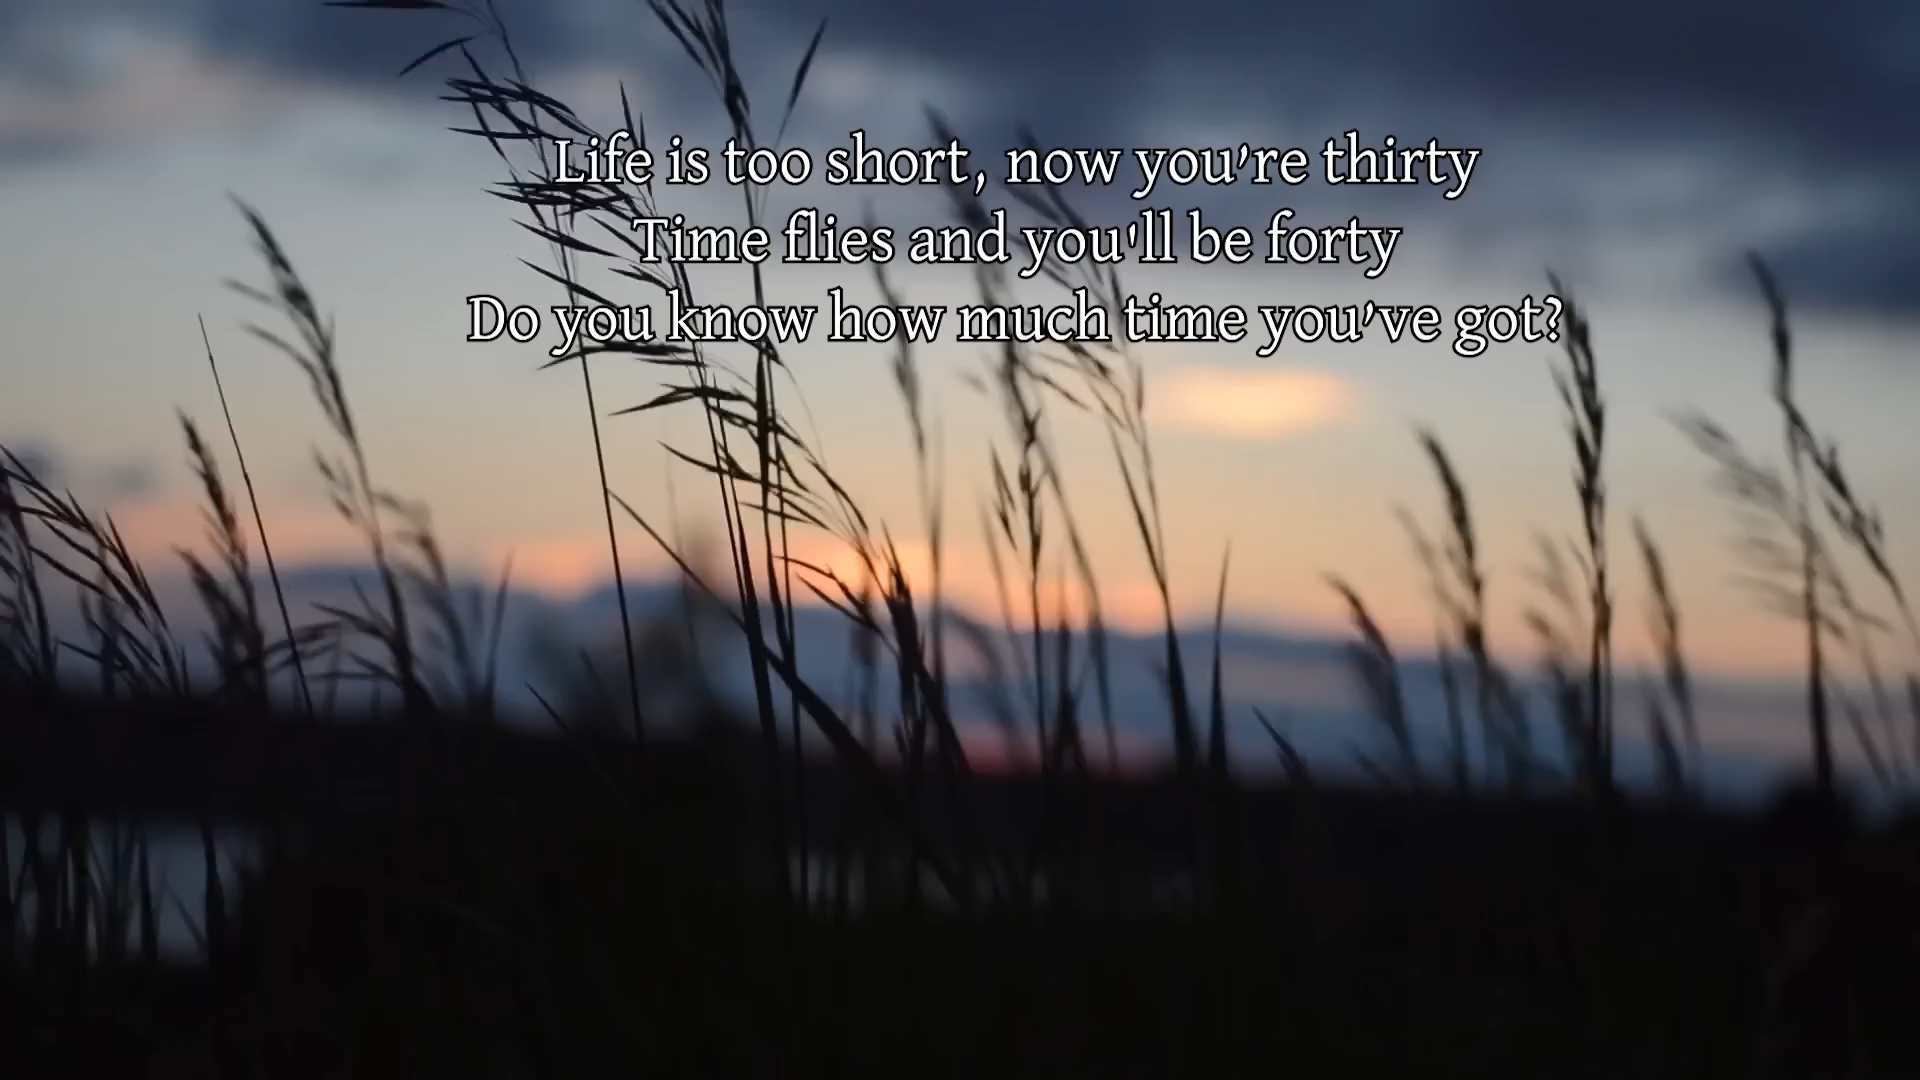 Life is too short, now you're thirty
Time flies and you'll be forty
Do you know how much time you've got?